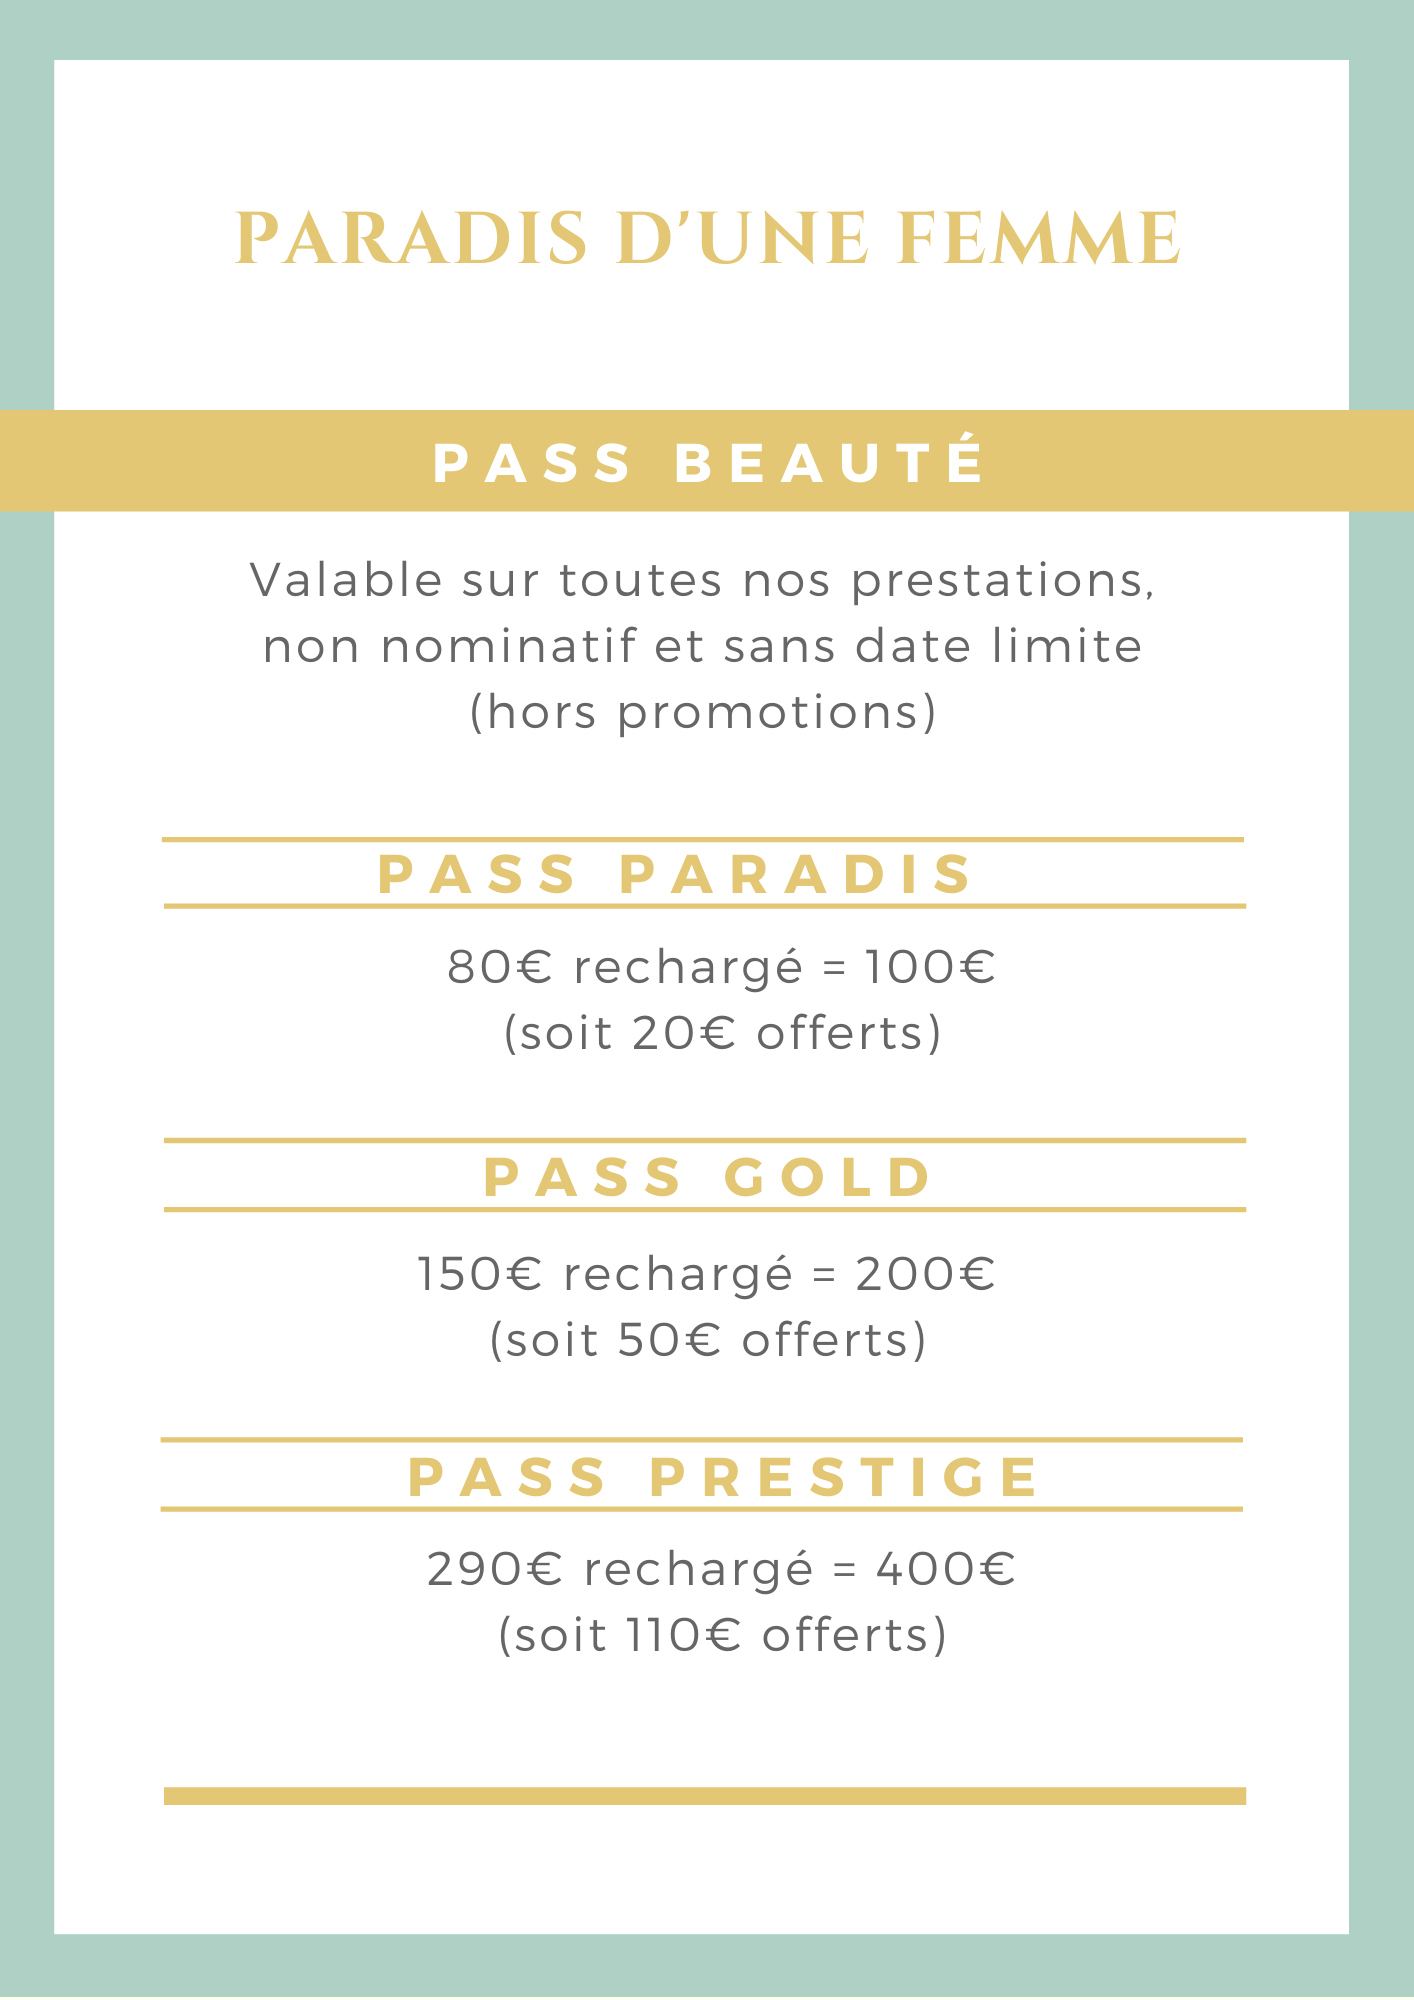 PARADIS D'UNE FEMME
PASS BEAUTÉ
Valable sur toutes nos prestations,
non nominatif et sans date limite
(hors promotions)
PASS PARADIS
80€ rechargé = 100€
(soit 20€ offerts)
PASS GOLD
150€ rechargé = 200€
(soit 50€ offerts)
PASS PRESTIGE
290€ rechargé = 400€
(soit 110€ offerts)